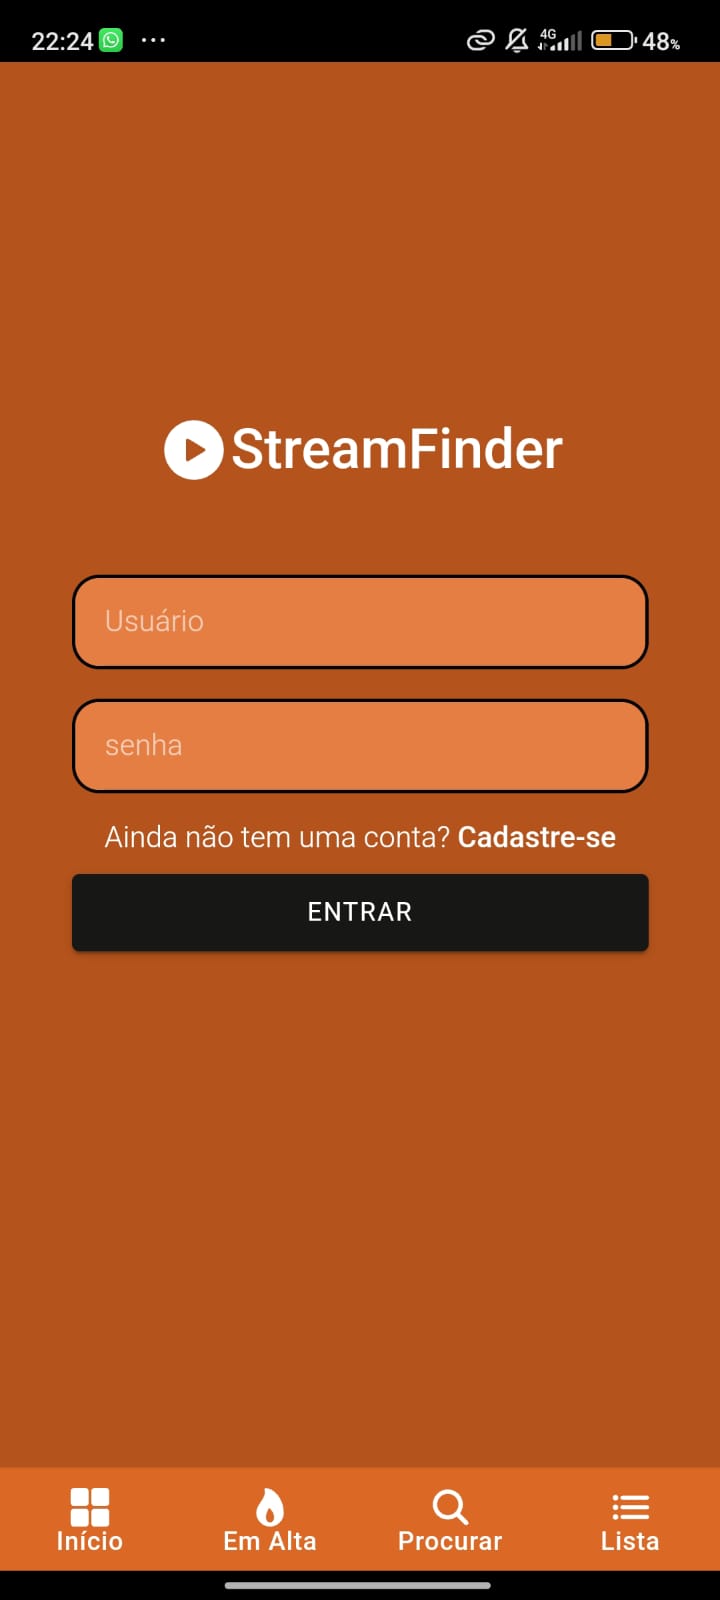 22:24 ... 4G 48%
StreamFinder
Usuário
senha
Ainda não tem uma conta? Cadastre-se
ENTRAR
Início Em Alta Procurar Lista